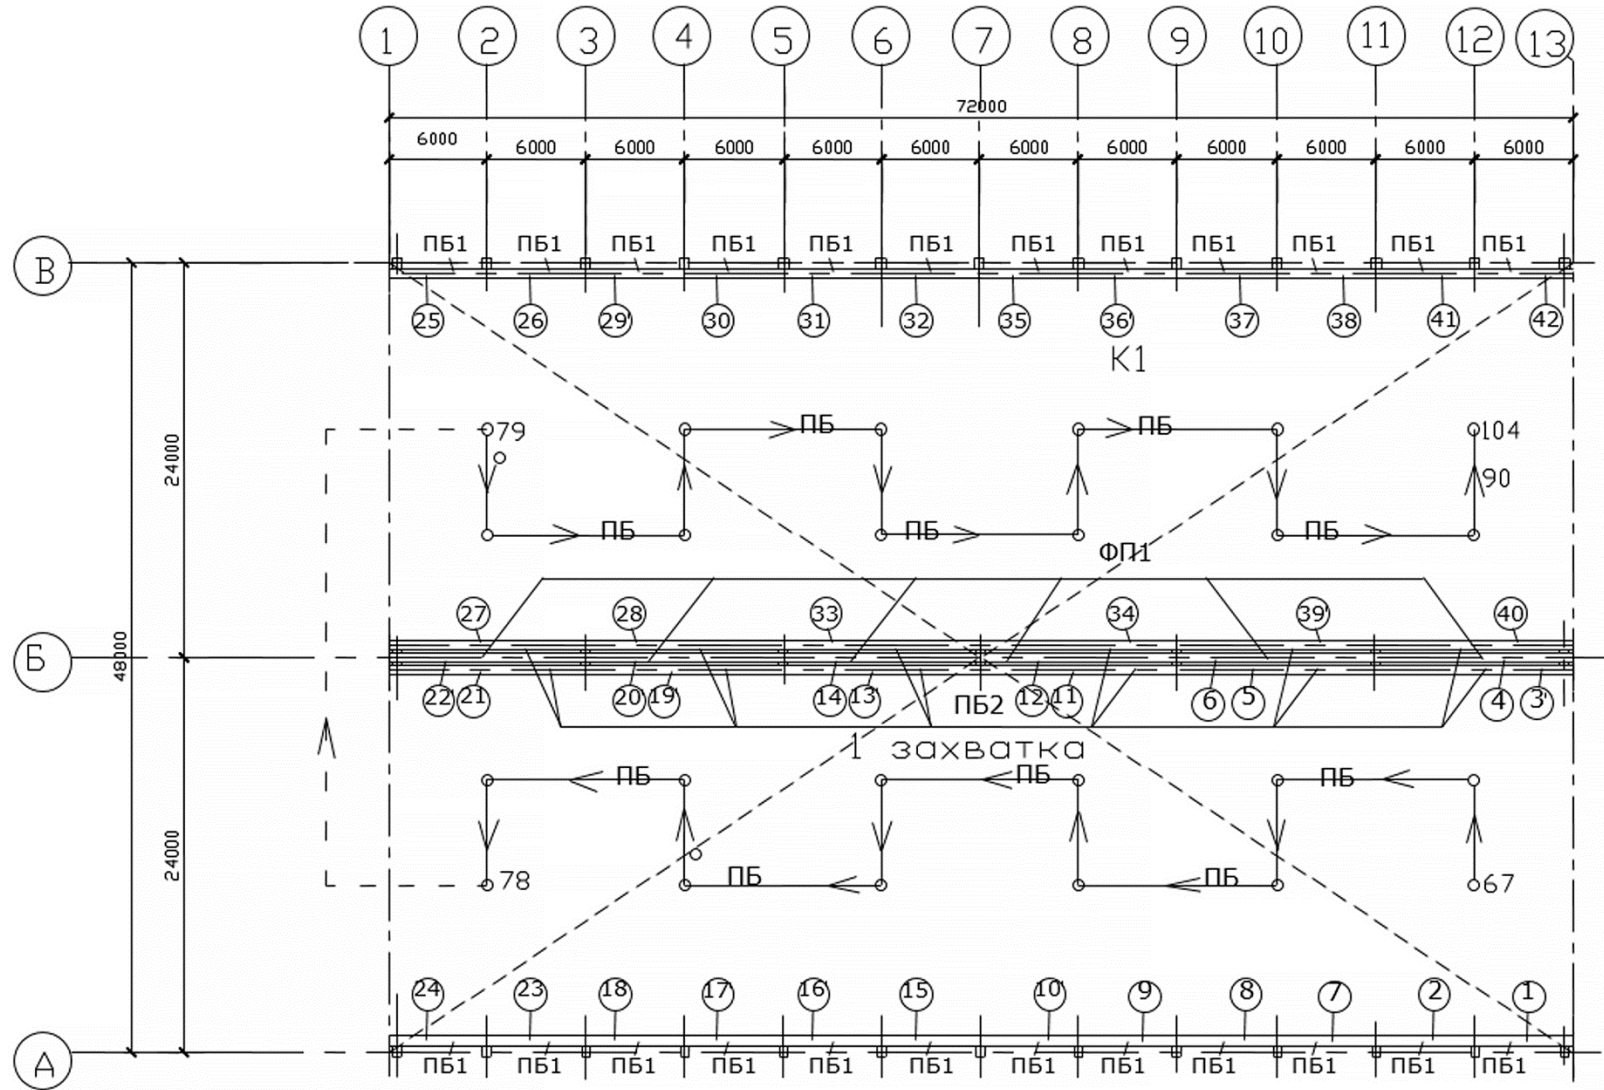 1 2 3 4 5 6 7 8 9 10 11 12 13
72000
6000 6000 6000 6000 6000 6000 6000 6000 6000 6000 6000 6000
ПБ1 ПБ1 ПБ1 ПБ1 ПБ1 ПБ1 ПБ1 ПБ1 ПБ1 ПБ1 ПБ1 ПБ1
В
25 26 29' 30 31 32 35 36' 37 38 41 42
К1
79 ПБ ПБ 104
24000
90
ПБ ПБ ПБ
ФП1
27 28 33 34 39' 40
Б
48000
22' 21 20 19' 14 13' 12 11 6 5 4 3'
ПБ2
1 захватка
ПБ ПБ ПБ
24000
78 ПБ ПБ 67
24 23 18 17' 16' 15 10' 9 8 7 2 1
А
ПБ1 ПБ1 ПБ1 ПБ1 ПБ1 ПБ1 ПБ1 ПБ1 ПБ1 ПБ1 ПБ1 ПБ1